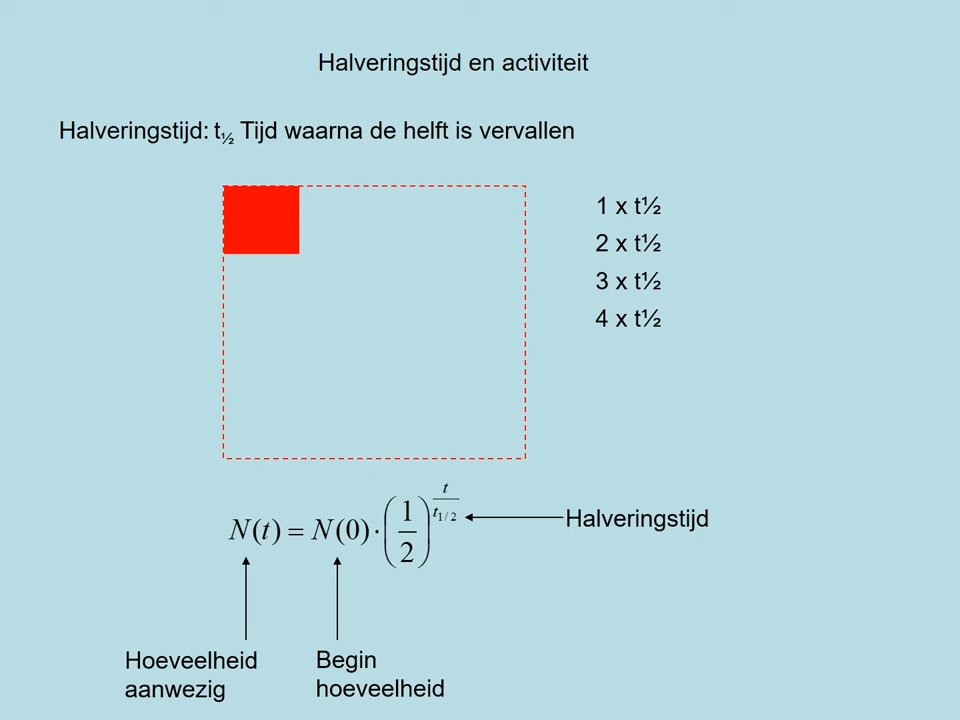 Halveringstijd en activiteit
Halveringstijd: t½ Tijd waarna de helft is vervallen
1 x t½
2 x t½
3 x t½
4 x t½
N(t) = N(0)·(1/2)^(t/t1/2)
Halveringstijd
Hoeveelheid
aanwezig
Begin
hoeveelheid